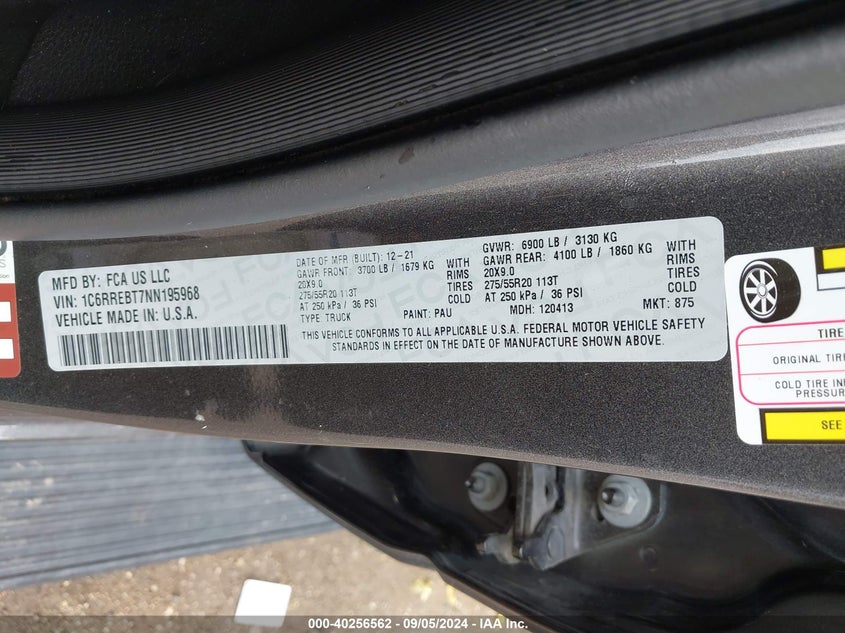 MFD BY: FCA US LLC
VIN: 1C6RREBT7NN195968
VEHICLE MADE IN: U.S.A.
DATE OF MFR (BUILT): 12-21
GAWR FRONT: 3700 LB / 1679 KG WITH
20X9.0 RIMS
275/55R20 113T TIRES
AT 250 kPa / 36 PSI COLD
TYPE: TRUCK PAINT: PAU
GVWR: 6900 LB / 3130 KG
GAWR REAR: 4100 LB / 1860 KG WITH
20X9.0 RIMS
275/55R20 113T TIRES
AT 250 kPa / 36 PSI COLD
MDH: 120413 MKT: 875
THIS VEHICLE CONFORMS TO ALL APPLICABLE U.S.A. FEDERAL MOTOR VEHICLE SAFETY
STANDARDS IN EFFECT ON THE DATE OF MANUFACTURE SHOWN ABOVE.
TIRE
ORIGINAL TIRE
COLD TIRE
PRESSUR
SEE
000-40256562 - 09/05/2024 - IAA Inc.